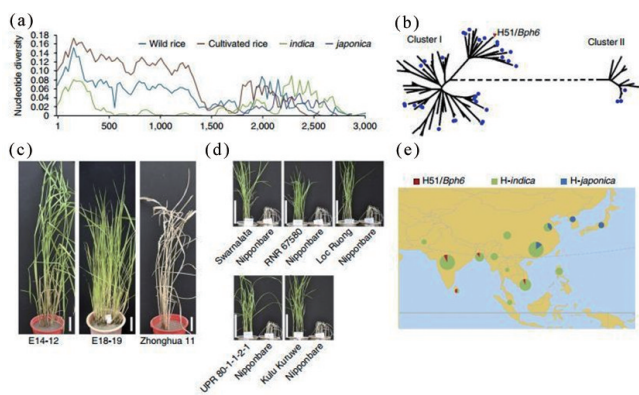 (a)
Wild rice Cultivated rice indica japonica
Nucleotide diversity
0.18
0.16
0.14
0.12
0.10
0.08
0.06
0.04
0.02
0
1 500 1,000 1,500 2,000 2,500 3,000
(b)
H51/Bph6
Cluster I
Cluster II
(c)
E14-12 E18-19 Zhonghua 11
(d)
Swarnalata Nipponbare RNR 67580 Nipponbare Loc Ruong Nipponbare
UPR 80-1-1-2-1 Nipponbare Kulu Kuruwe Nipponbare
(e)
H51/Bph6 H-indica H-japonica